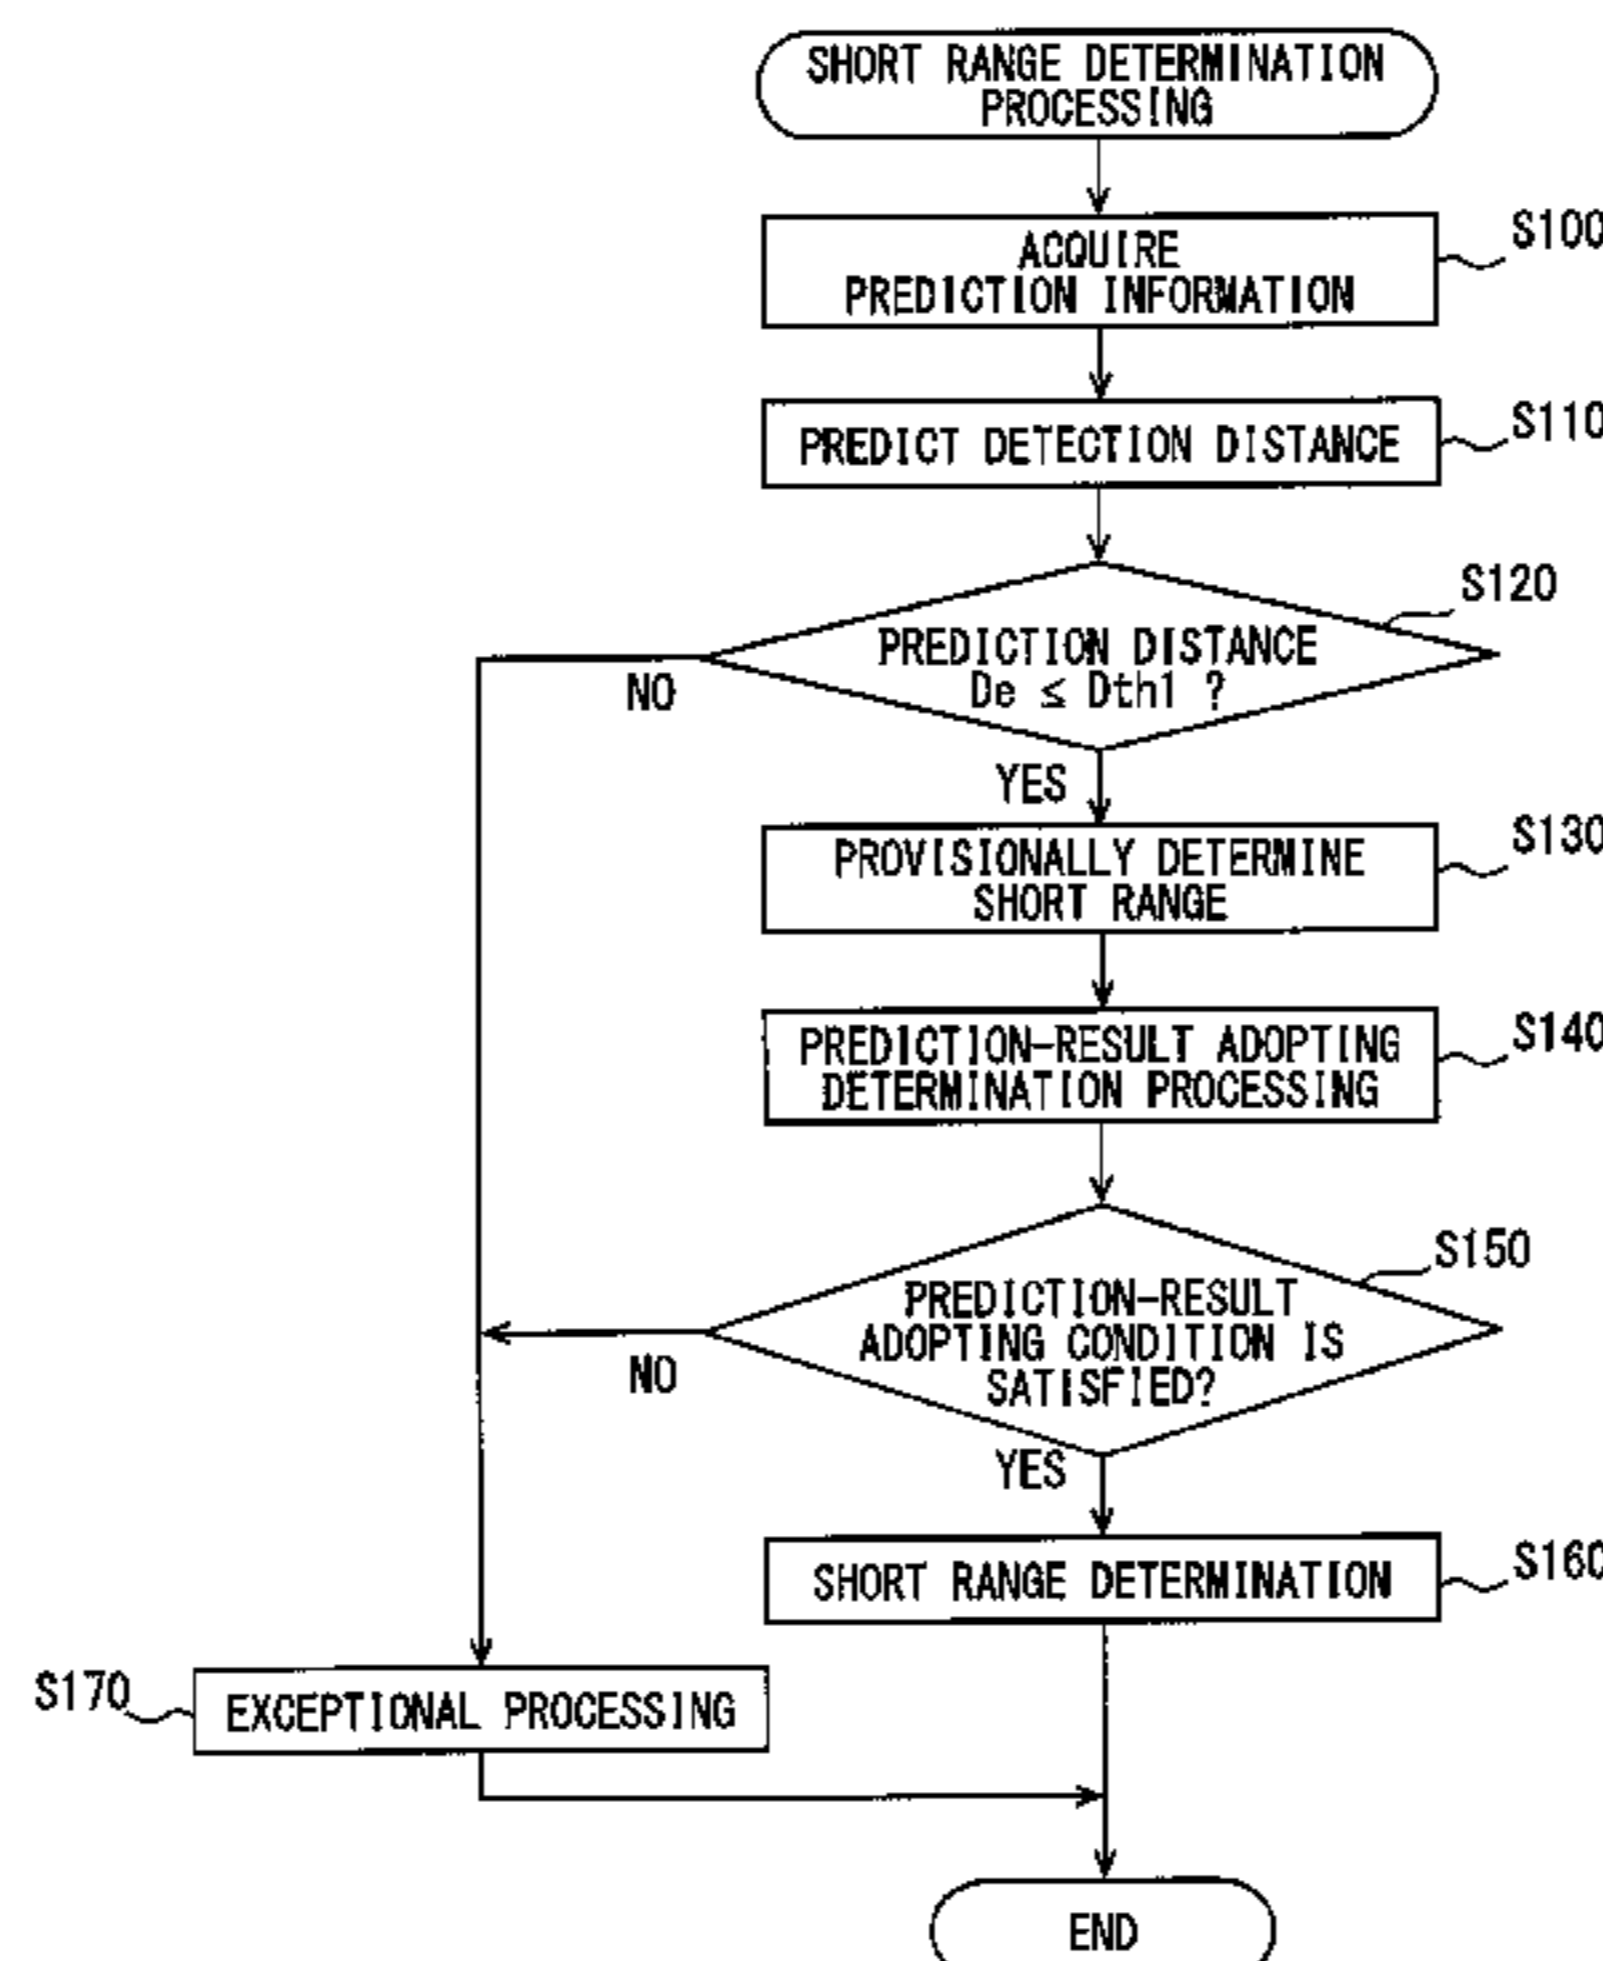 SHORT RANGE DETERMINATION
PROCESSING
S100
ACQUIRE
PREDICTION INFORMATION
S110
PREDICT DETECTION DISTANCE
S120
PREDICTION DISTANCE
De ≤ Dth1 ?
NO
YES
S130
PROVISIONALLY DETERMINE
SHORT RANGE
S140
PREDICTION-RESULT ADOPTING
DETERMINATION PROCESSING
S150
PREDICTION-RESULT
ADOPTING CONDITION IS
SATISFIED?
NO
YES
S160
SHORT RANGE DETERMINATION
S170
EXCEPTIONAL PROCESSING
END